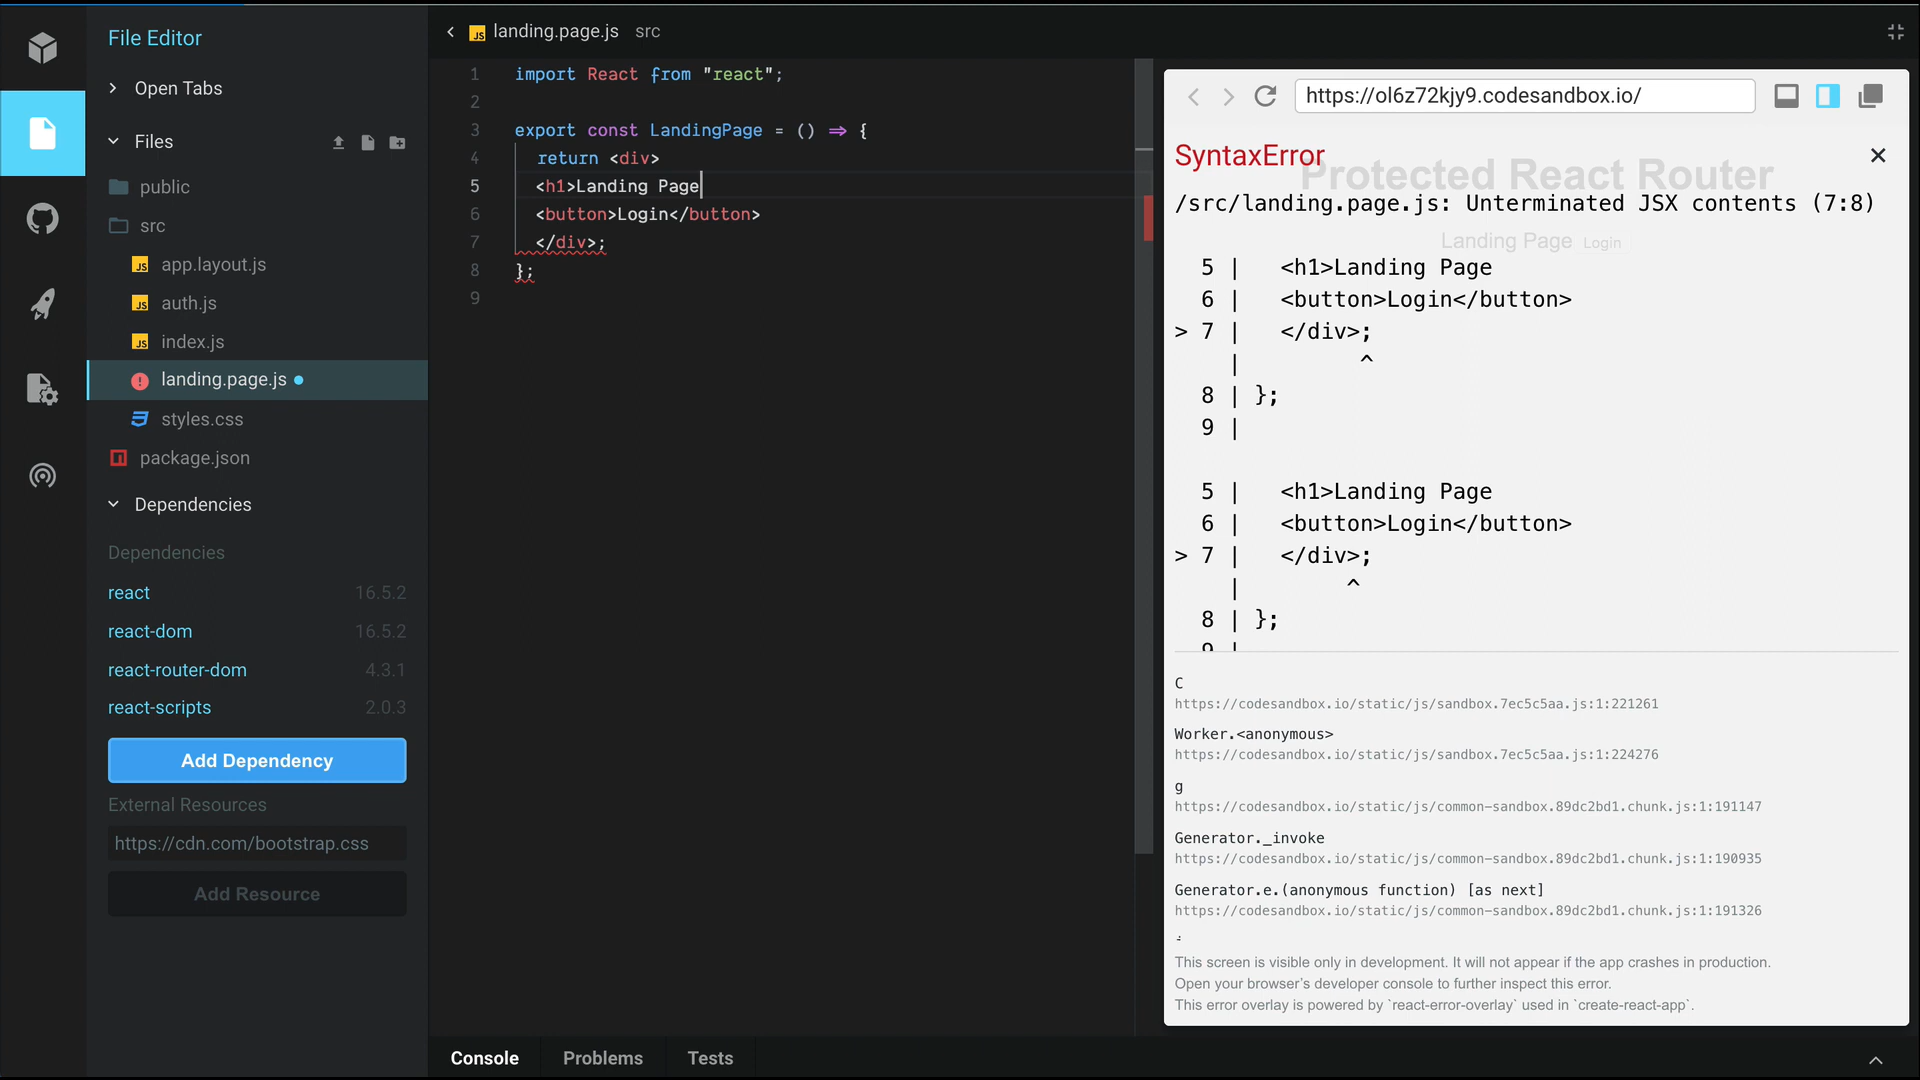 File Editor
Open Tabs
Files
public
src
app.layout.js
auth.js
index.js
landing.page.js
styles.css
package.json
Dependencies
Dependencies
react 16.5.2
react-dom 16.5.2
react-router-dom 4.3.1
react-scripts 2.0.3
Add Dependency
External Resources
https://cdn.com/bootstrap.css
Add Resource
landing.page.js src
1 import React from "react";
2
3 export const LandingPage = () => {
4 return <div>
5 <h1>Landing Page
6 <button>Login</button>
7 </div>;
8 };
9
Console Problems Tests
https://ol6z72kjy9.codesandbox.io/
SyntaxError
Protected React Router
/src/landing.page.js: Unterminated JSX contents (7:8)
Landing Page Login
5 | <h1>Landing Page
6 | <button>Login</button>
> 7 | </div>;
| ^
8 | };
9 |
5 | <h1>Landing Page
6 | <button>Login</button>
> 7 | </div>;
| ^
8 | };
9 |
C
https://codesandbox.io/static/js/sandbox.7ec5c5aa.js:1:221261
Worker.<anonymous>
https://codesandbox.io/static/js/sandbox.7ec5c5aa.js:1:224276
g
https://codesandbox.io/static/js/common-sandbox.89dc2bd1.chunk.js:1:191147
Generator._invoke
https://codesandbox.io/static/js/common-sandbox.89dc2bd1.chunk.js:1:190935
Generator.e.(anonymous function) [as next]
https://codesandbox.io/static/js/common-sandbox.89dc2bd1.chunk.js:1:191326
This screen is visible only in development. It will not appear if the app crashes in production.
Open your browser's developer console to further inspect this error.
This error overlay is powered by `react-error-overlay` used in `create-react-app`.